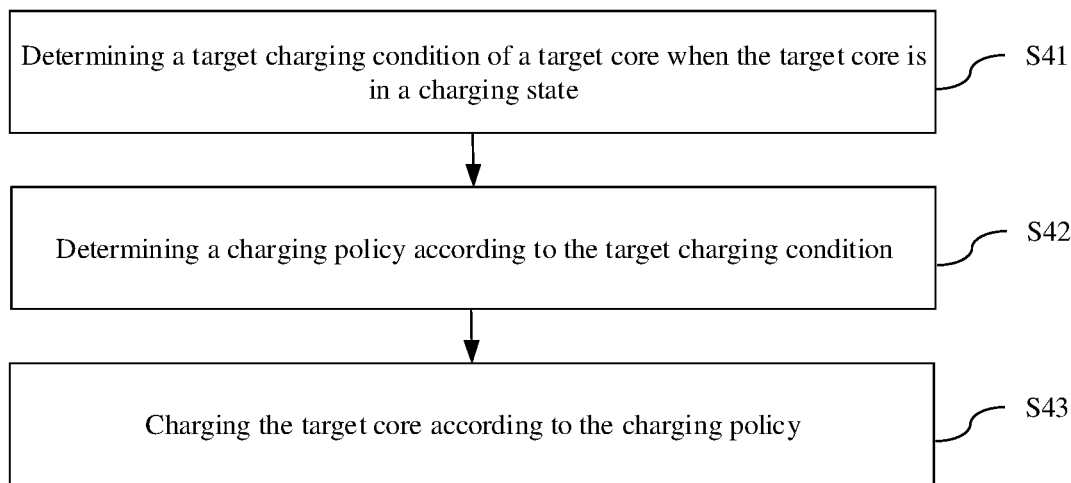 Determining a target charging condition of a target core when the target core is
in a charging state
S41
Determining a charging policy according to the target charging condition
S42
Charging the target core according to the charging policy
S43